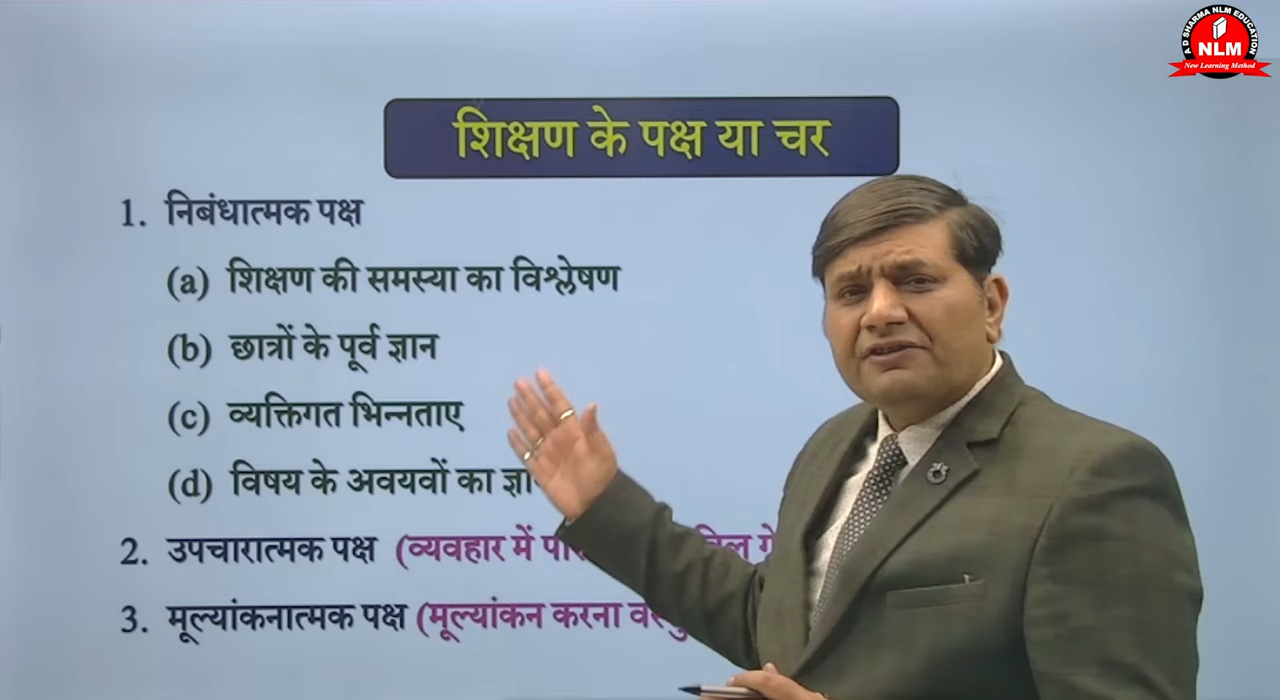 A D SHARMA NLM EDUCATION
NLM
New Learning Method
शिक्षण के पक्ष या चर
1. निबंधात्मक पक्ष
(a) शिक्षण की समस्या का विश्लेषण
(b) छात्रों के पूर्व ज्ञान
(c) व्यक्तिगत भिन्नताए
(d) विषय के अवयवों का
2. उपचारात्मक पक्ष (व्यवहार में
3. मूल्यांकनात्मक पक्ष (मूल्यांकन करना